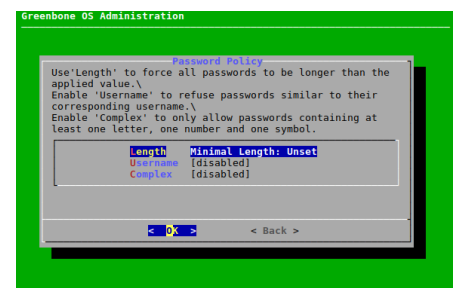 Greenbone OS Administration
Password Policy
Use'Length' to force all passwords to be longer than the
applied value.\
Enable 'Username' to refuse passwords similar to their
corresponding username.\
Enable 'Complex' to only allow passwords containing at
least one letter, one number and one symbol.
Length Minimal Length: Unset
Username [disabled]
Complex [disabled]
< OK > < Back >